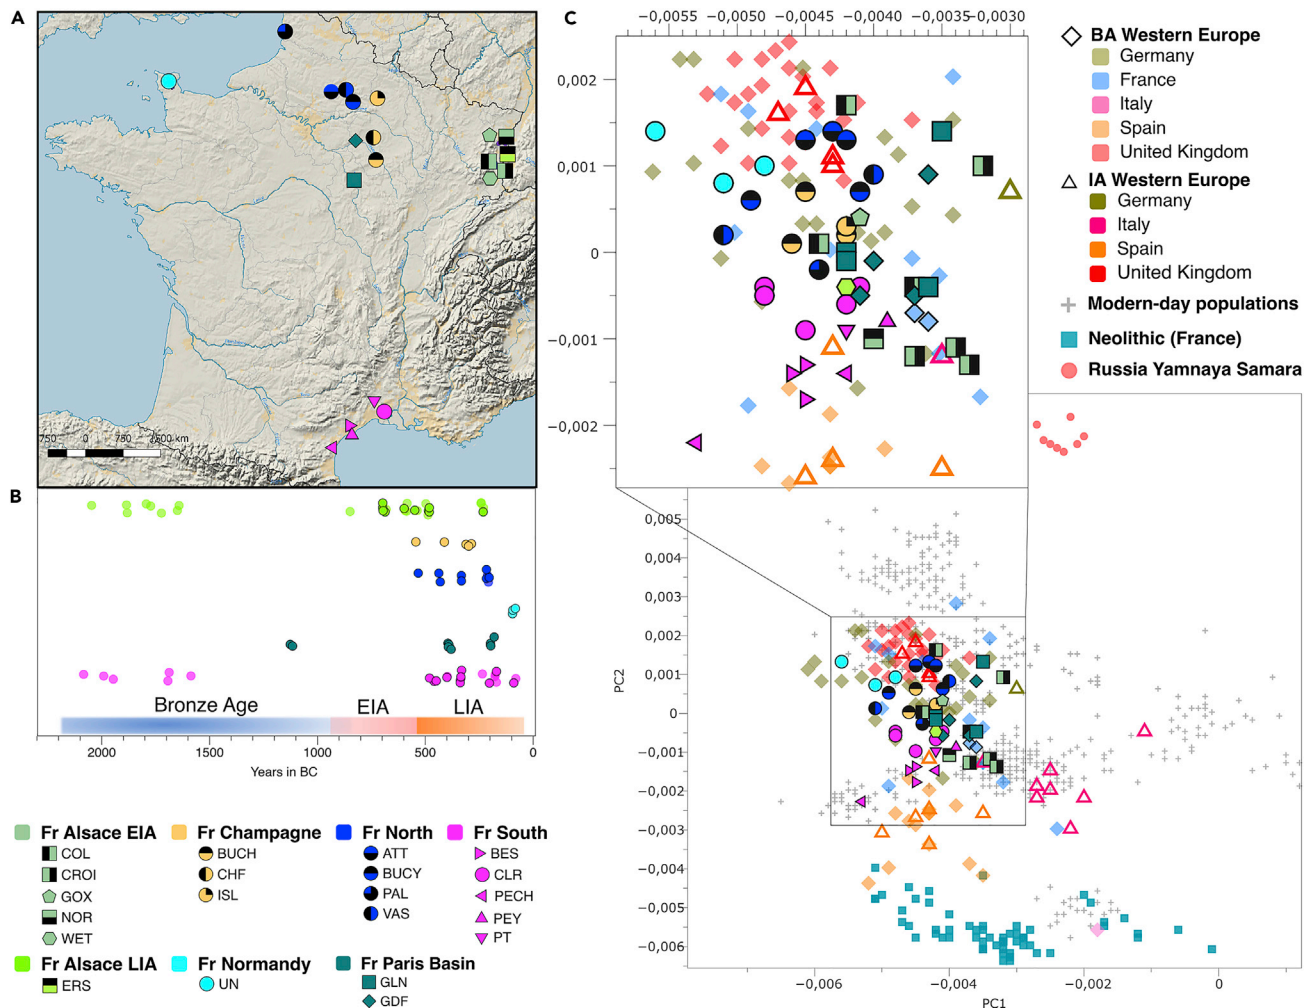 A
750 0 750 1500 km
B
Bronze Age EIA LIA
2000 1500 1000 500 0
Years in BC
Fr Alsace EIA
COL
CROI
GOX
NOR
WET
Fr Alsace LIA
ERS
Fr Champagne
BUCH
CHF
ISL
Fr Normandy
UN
Fr North
ATT
BUCY
PAL
VAS
Fr Paris Basin
GLN
GDF
Fr South
BES
CLR
PECH
PEY
PT
C
−0,0055 −0,0050 −0,0045 −0,0040 −0,0035 −0,0030
0,002
0,001
0
−0,001
−0,002
BA Western Europe
Germany
France
Italy
Spain
United Kingdom
IA Western Europe
Germany
Italy
Spain
United Kingdom
Modern-day populations
Neolithic (France)
Russia Yamnaya Samara
PC2
0,005
0,004
0,003
0,002
0,001
0
−0,001
−0,002
−0,003
−0,004
−0,005
−0,006
−0,006 −0,004 −0,002 0
PC1